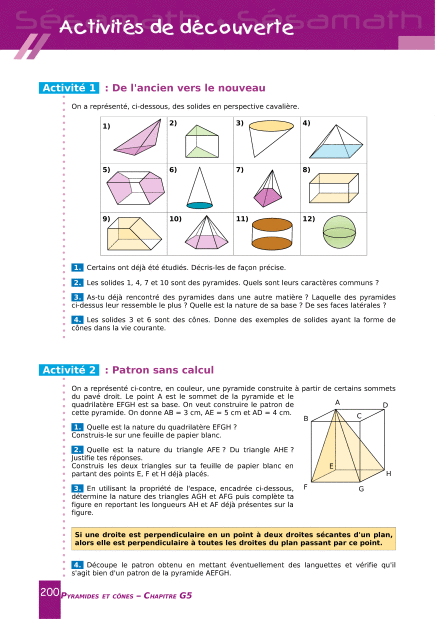 Sésamath - Sésamath
Activités de découverte
Activité 1 : De l'ancien vers le nouveau
On a représenté, ci-dessous, des solides en perspective cavalière.
1) 2) 3) 4)
5) 6) 7) 8)
9) 10) 11) 12)
1. Certains ont déjà été étudiés. Décris-les de façon précise.
2. Les solides 1, 4, 7 et 10 sont des pyramides. Quels sont leurs caractères communs ?
3. As-tu déjà rencontré des pyramides dans une autre matière ? Laquelle des pyramides
ci-dessus leur ressemble le plus ? Quelle est la nature de sa base ? De ses faces latérales ?
4. Les solides 3 et 6 sont des cônes. Donne des exemples de solides ayant la forme de
cônes dans la vie courante.
Activité 2 : Patron sans calcul
On a représenté ci-contre, en couleur, une pyramide construite à partir de certains sommets
du pavé droit. Le point A est le sommet de la pyramide et le
quadrilatère EFGH est sa base. On veut construire le patron de
cette pyramide. On donne AB = 3 cm, AE = 5 cm et AD = 4 cm.
1. Quelle est la nature du quadrilatère EFGH ?
Construis-le sur une feuille de papier blanc.
2. Quelle est la nature du triangle AFE ? Du triangle AHE ?
Justifie tes réponses.
Construis les deux triangles sur ta feuille de papier blanc en
partant des points E, F et H déjà placés.
3. En utilisant la propriété de l'espace, encadrée ci-dessous,
détermine la nature des triangles AGH et AFG puis complète ta
figure en reportant les longueurs AH et AF déjà présentes sur la
figure.
A
D
B
C
E
H
F
G
Si une droite est perpendiculaire en un point à deux droites sécantes d'un plan,
alors elle est perpendiculaire à toutes les droites du plan passant par ce point.
4. Découpe le patron obtenu en mettant éventuellement des languettes et vérifie qu'il
s'agit bien d'un patron de la pyramide AEFGH.
200 PYRAMIDES ET CÔNES – CHAPITRE G5